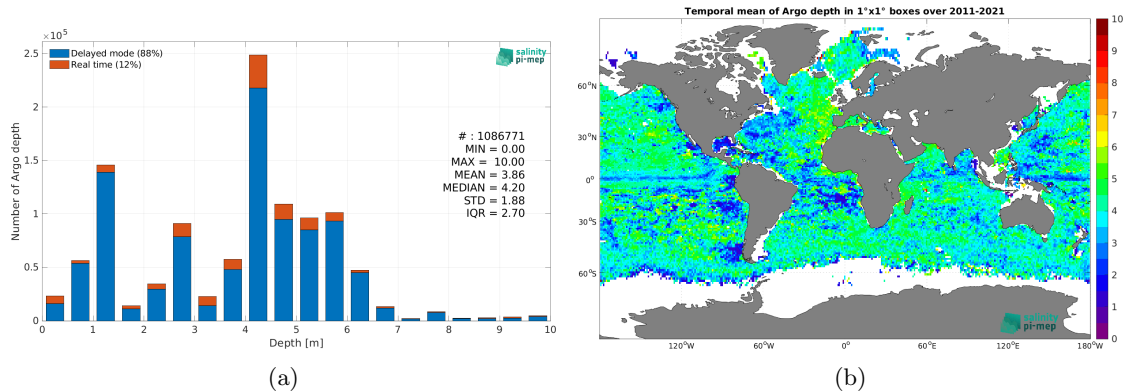 ×10⁵
Delayed mode (88%)
Real time (12%)
salinity
pi-mep
# : 1086771
MIN = 0.00
MAX = 10.00
MEAN = 3.86
MEDIAN = 4.20
STD = 1.88
IQR = 2.70
Number of Argo depth
2.5
2
1.5
1
0.5
0
0 1 2 3 4 5 6 7 8 9 10
Depth [m]
(a)
Temporal mean of Argo depth in 1°x1° boxes over 2011-2021
60°N
30°N
0°
30°S
60°S
120°W 60°W 0°E 60°E 120°E 180°W
salinity
pi-mep
10
9
8
7
6
5
4
3
2
1
0
(b)